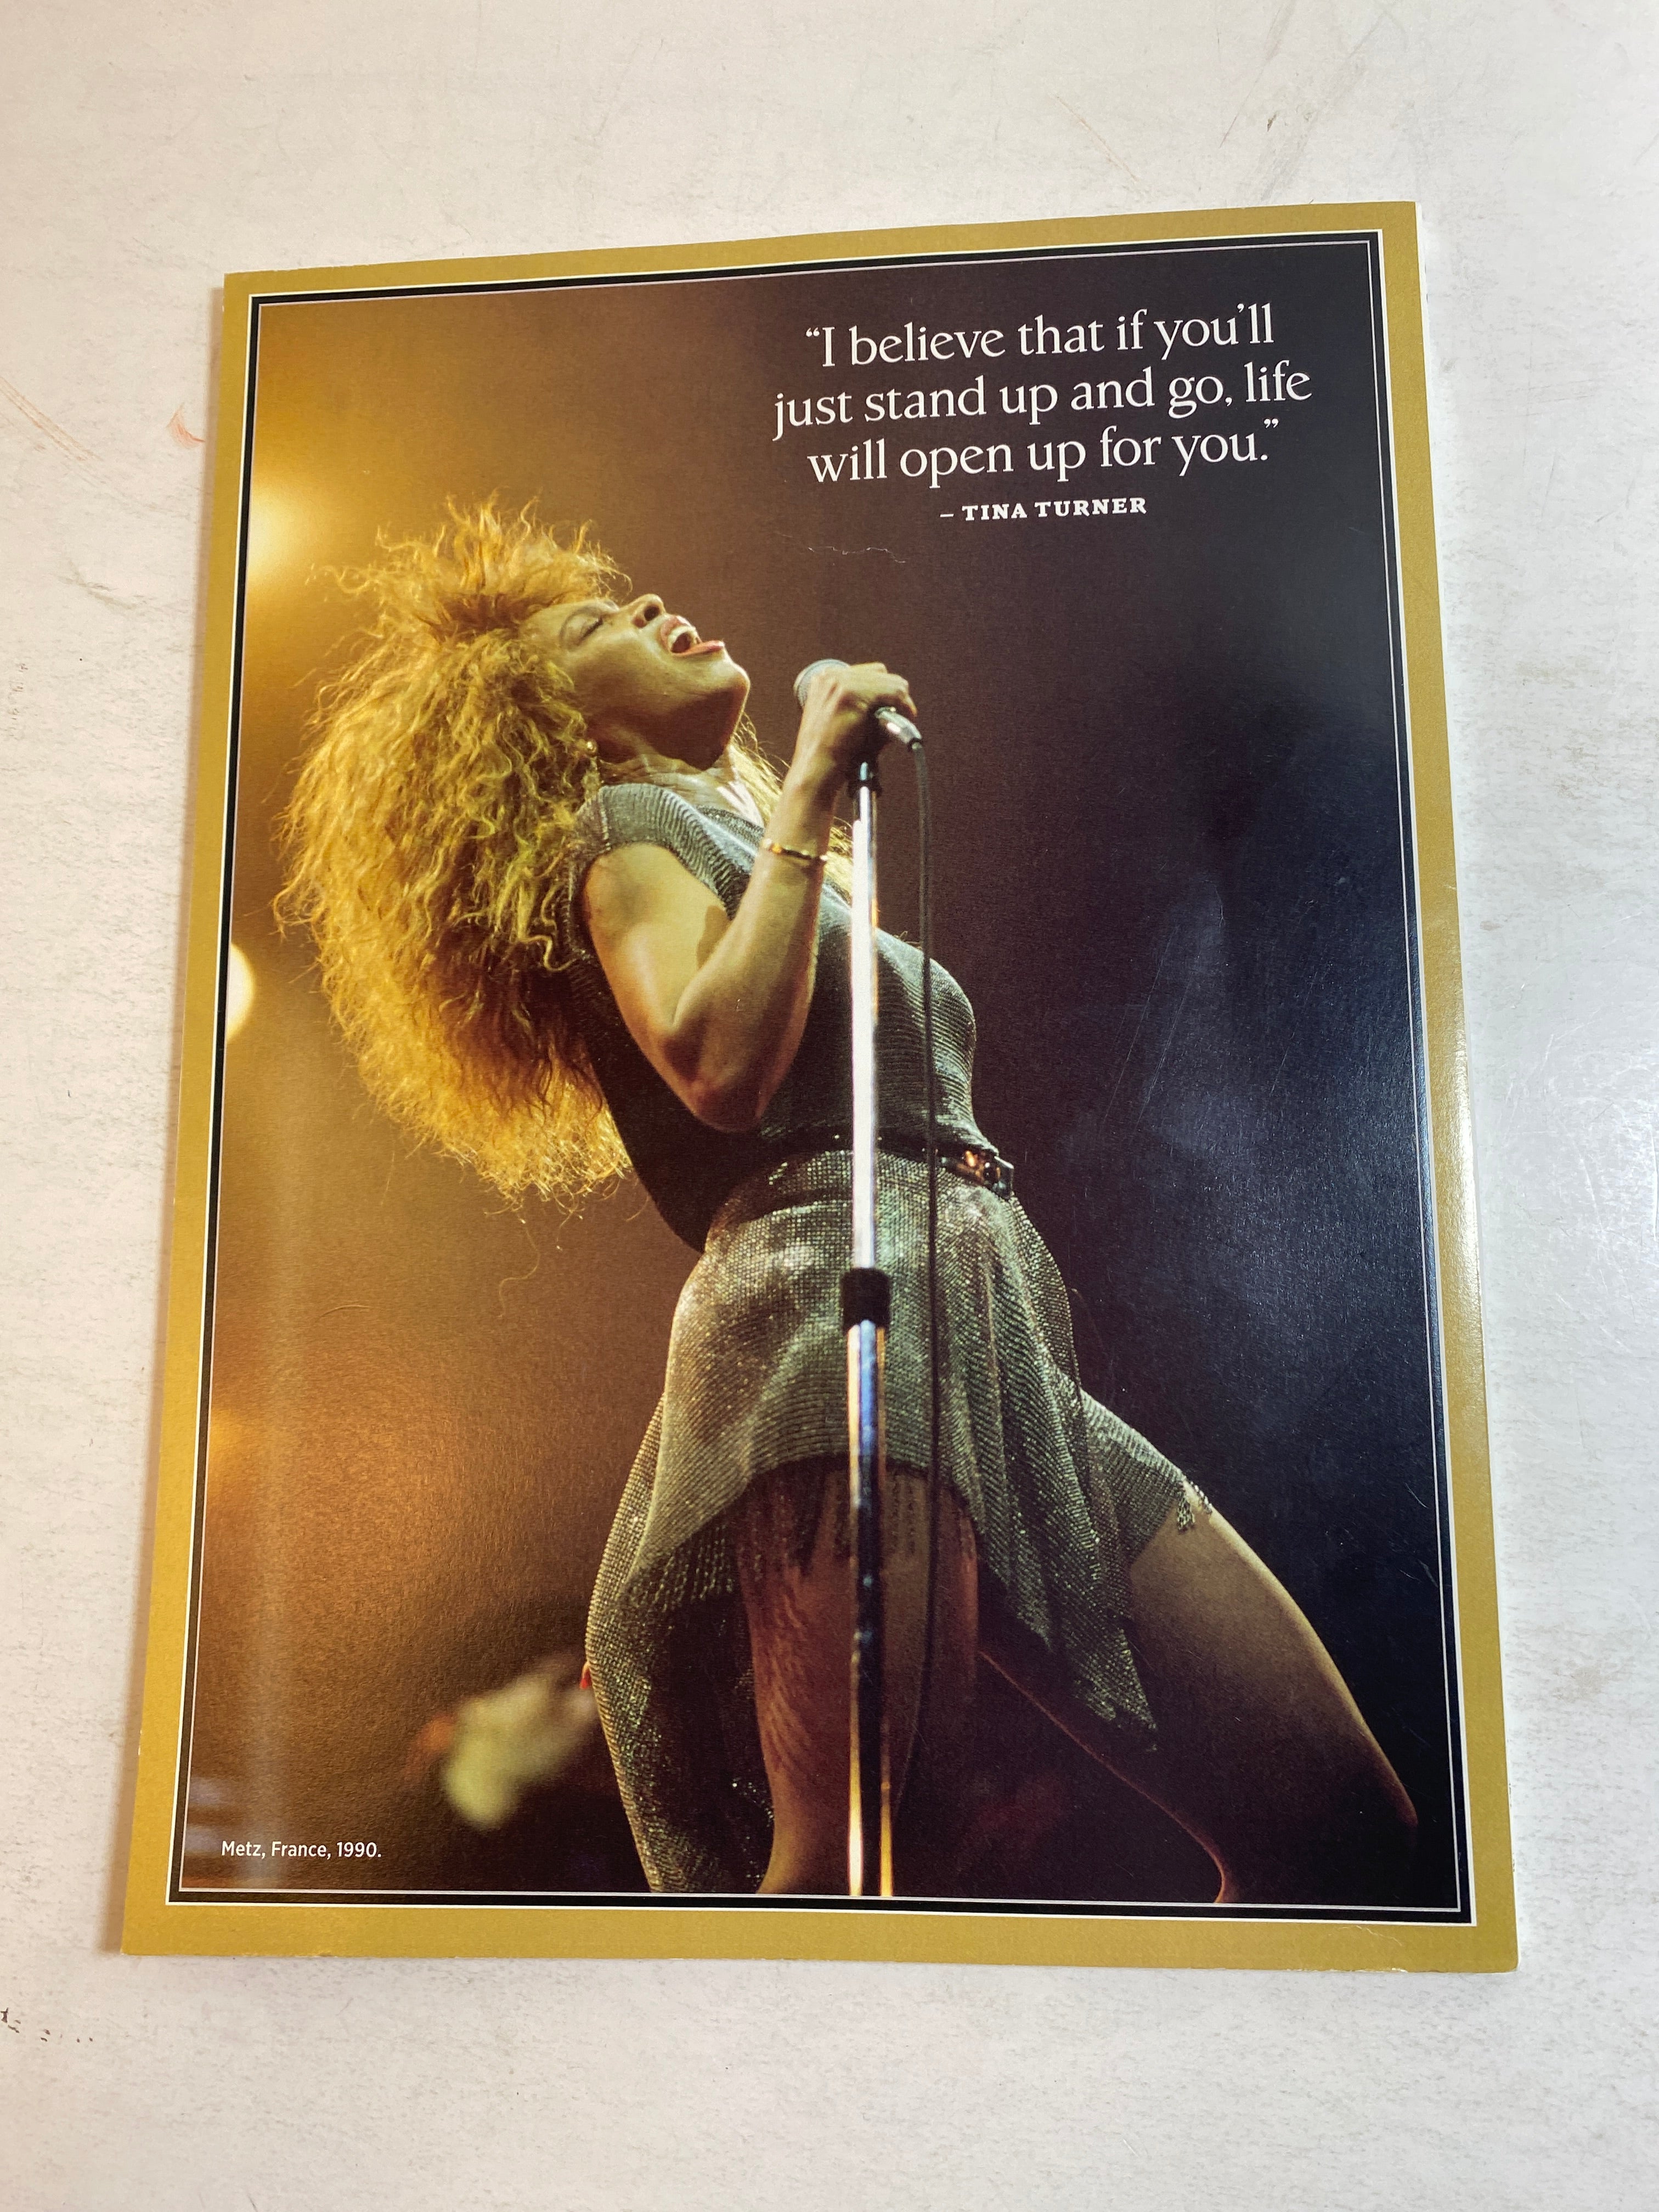 “I believe that if you’ll
just stand up and go, life
will open up for you.”
– TINA TURNER
Metz, France, 1990.